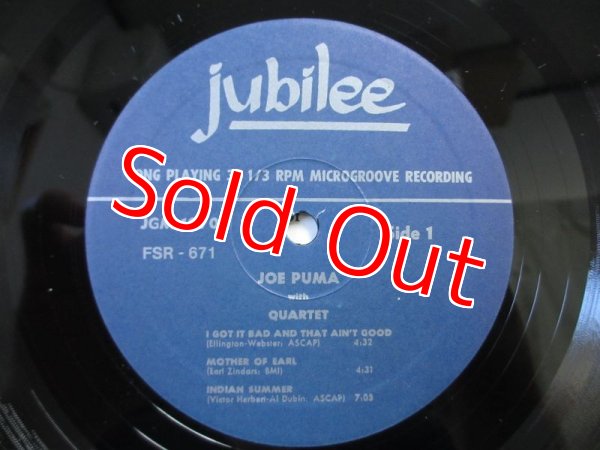 jubilee
LONG PLAYING 33 1/3 RPM MICROGROOVE RECORDING
Sold Out
Side 1
FSR - 671
JOE PUMA
with
QUARTET
I GOT IT BAD AND THAT AIN'T GOOD
(Ellington-Webster; ASCAP) 4:32
MOTHER OF EARL
(Earl Zindars; BMI) 4:31
INDIAN SUMMER
(Victor Herbert-Al Dubin; ASCAP) 7:03